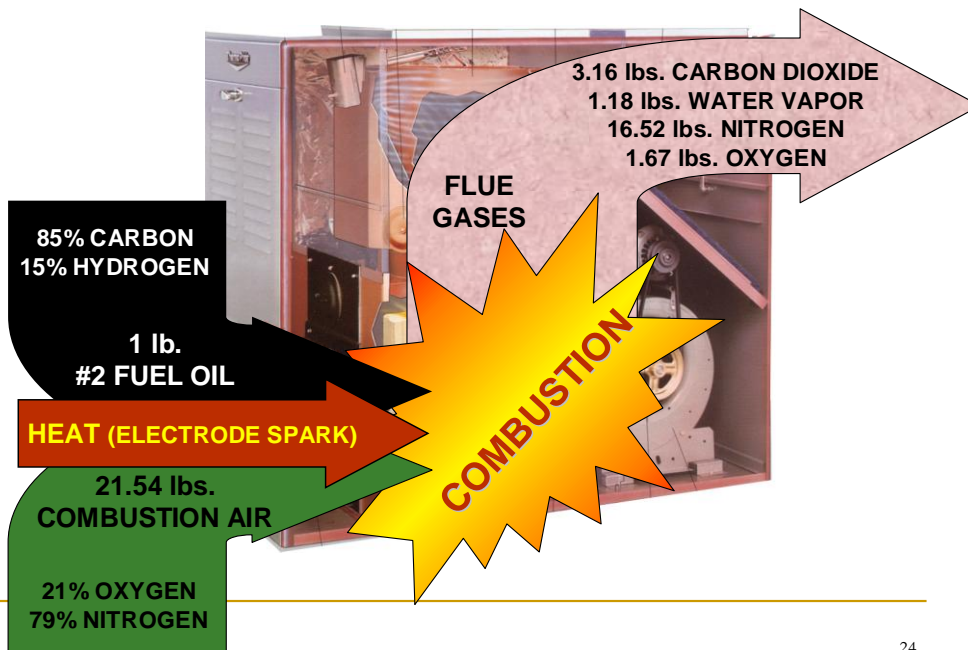 3.16 lbs. CARBON DIOXIDE
1.18 lbs. WATER VAPOR
16.52 lbs. NITROGEN
1.67 lbs. OXYGEN
FLUE
GASES
85% CARBON
15% HYDROGEN
1 lb.
#2 FUEL OIL
HEAT (ELECTRODE SPARK)
COMBUSTION
21.54 lbs.
COMBUSTION AIR
21% OXYGEN
79% NITROGEN
24